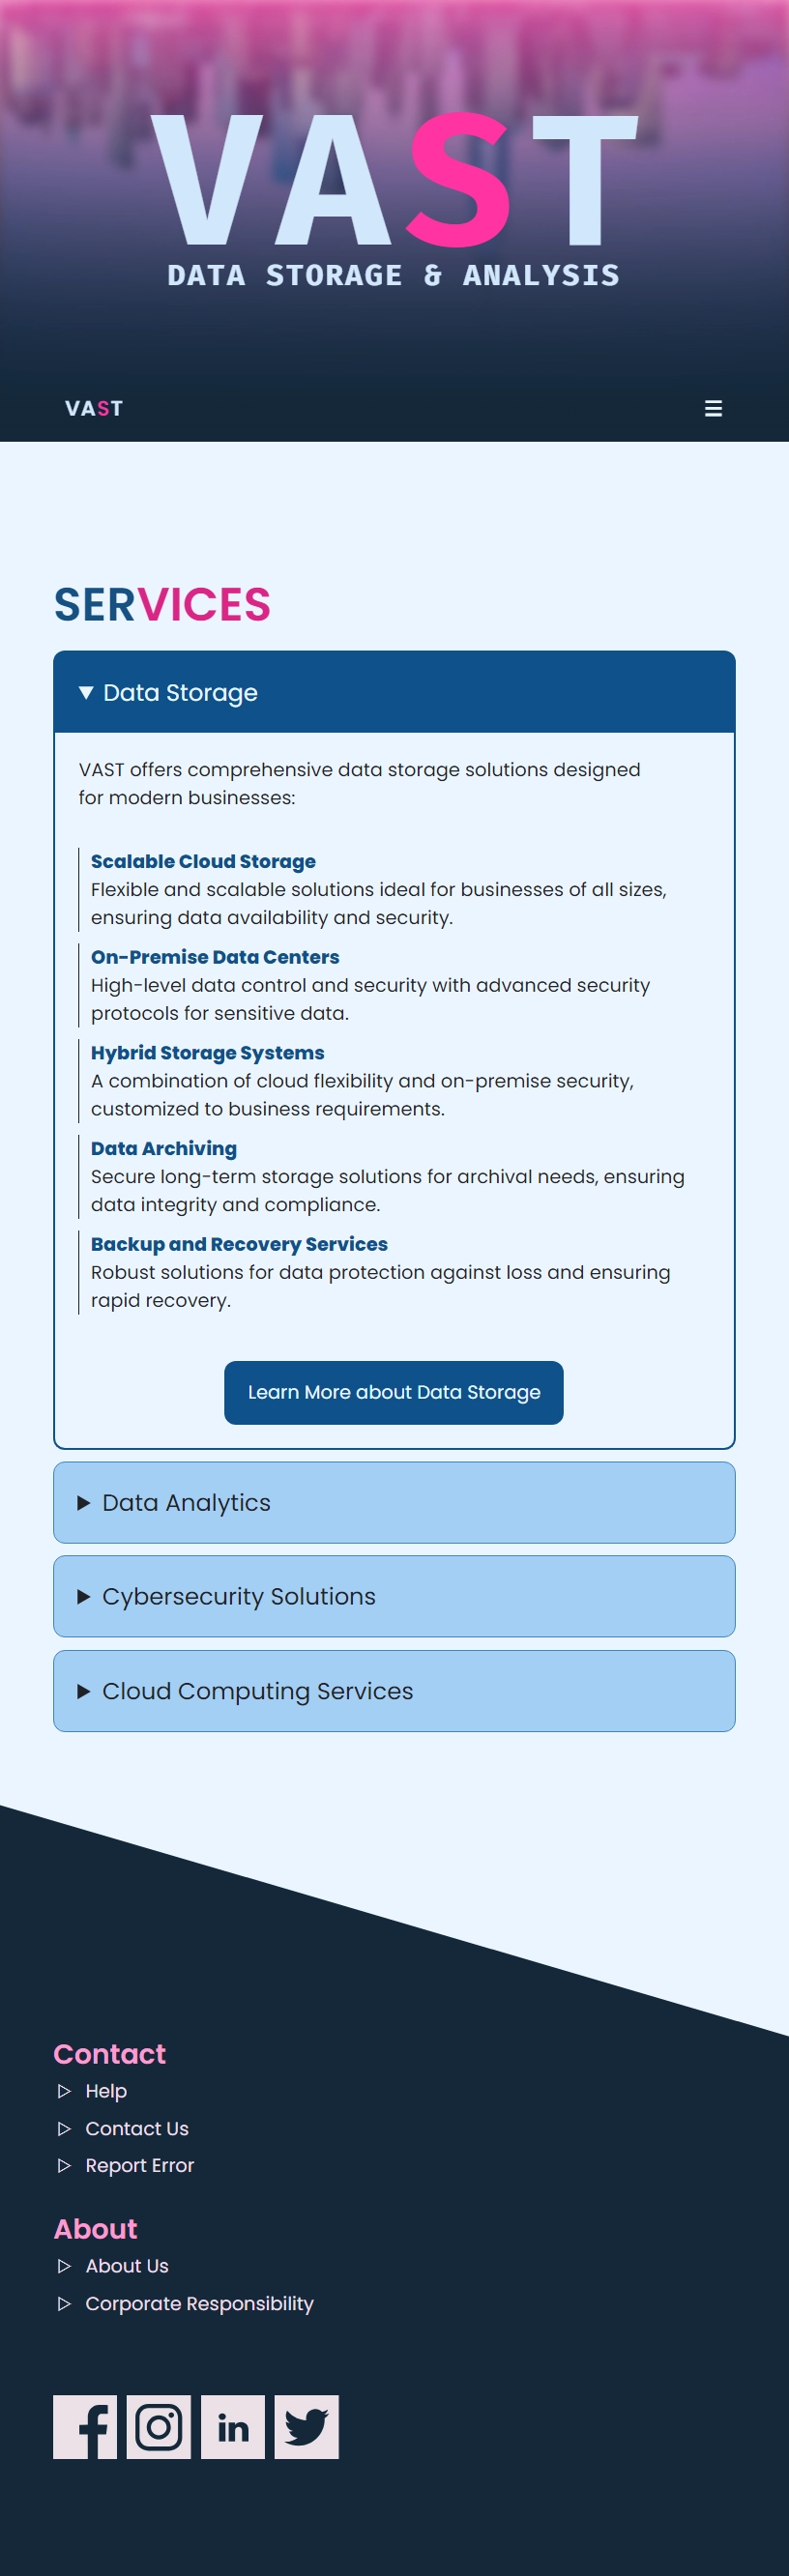 VAST
DATA STORAGE & ANALYSIS
VAST
SERVICES
Data Storage
VAST offers comprehensive data storage solutions designed
for modern businesses:
Scalable Cloud Storage
Flexible and scalable solutions ideal for businesses of all sizes,
ensuring data availability and security.
On-Premise Data Centers
High-level data control and security with advanced security
protocols for sensitive data.
Hybrid Storage Systems
A combination of cloud flexibility and on-premise security,
customized to business requirements.
Data Archiving
Secure long-term storage solutions for archival needs, ensuring
data integrity and compliance.
Backup and Recovery Services
Robust solutions for data protection against loss and ensuring
rapid recovery.
Learn More about Data Storage
Data Analytics
Cybersecurity Solutions
Cloud Computing Services
Contact
Help
Contact Us
Report Error
About
About Us
Corporate Responsibility
f in